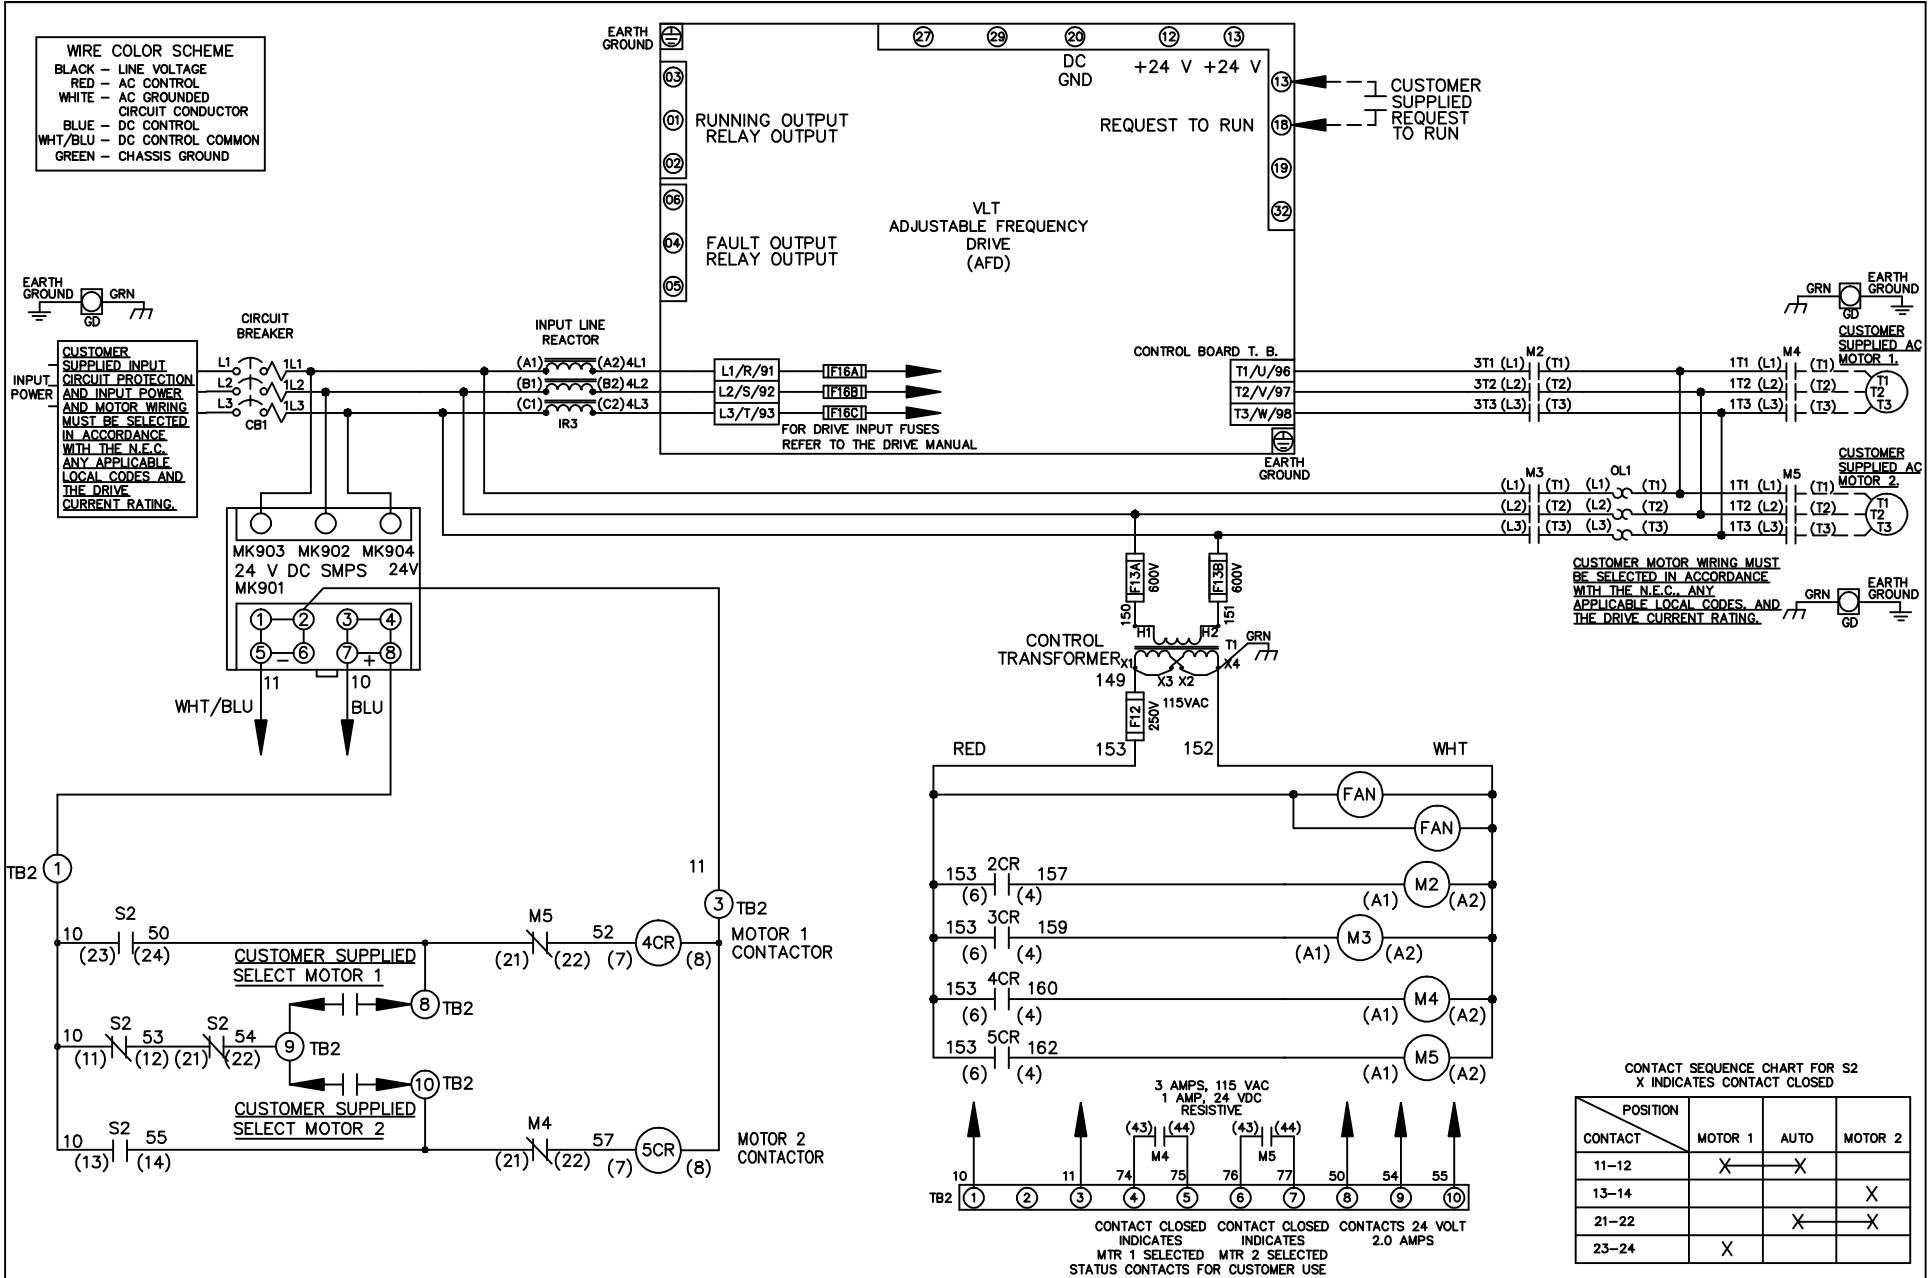 WIRE COLOR SCHEME
BLACK – LINE VOLTAGE
RED – AC CONTROL
WHITE – AC GROUNDED
CIRCUIT CONDUCTOR
BLUE – DC CONTROL
WHT/BLU – DC CONTROL COMMON
GREEN – CHASSIS GROUND
EARTH
GROUND
27 29 20 12 13
DC
GND
+24 V +24 V
03
01
02
RUNNING OUTPUT
RELAY OUTPUT
06
04
05
FAULT OUTPUT
RELAY OUTPUT
13
REQUEST TO RUN 18
19
32
CUSTOMER
SUPPLIED
REQUEST
TO RUN
VLT
ADJUSTABLE FREQUENCY
DRIVE
(AFD)
EARTH
GROUND
GRN
GD
INPUT
POWER
CUSTOMER
SUPPLIED INPUT
CIRCUIT PROTECTION
AND INPUT POWER
AND MOTOR WIRING
MUST BE SELECTED
IN ACCORDANCE
WITH THE N.E.C.
ANY APPLICABLE
LOCAL CODES AND
THE DRIVE
CURRENT RATING.
CIRCUIT
BREAKER
L1 1L1
L2 1L2
L3 1L3
CB1
INPUT LINE
REACTOR
(A1) (A2) 4L1
(B1) (B2) 4L2
(C1) (C2) 4L3
IR3
L1/R/91 F16A
L2/S/92 F16B
L3/T/93 F16C
FOR DRIVE INPUT FUSES
REFER TO THE DRIVE MANUAL
CONTROL BOARD T. B.
T1/U/96
T2/V/97
T3/W/98
EARTH
GROUND
M2
3T1 (L1) (T1)
3T2 (L2) (T2)
3T3 (L3) (T3)
M4
1T1 (L1) (T1)
1T2 (L2) (T2)
1T3 (L3) (T3)
GRN
GD
EARTH
GROUND
CUSTOMER
SUPPLIED AC
MOTOR 1.
T1
T2
T3
M3
(L1) (T1)
(L2) (T2)
(L3) (T3)
OL1
(L1) (T1)
(L2) (T2)
(L3) (T3)
M5
1T1 (L1) (T1)
1T2 (L2) (T2)
1T3 (L3) (T3)
CUSTOMER
SUPPLIED AC
MOTOR 2.
T1
T2
T3
CUSTOMER MOTOR WIRING MUST
BE SELECTED IN ACCORDANCE
WITH THE N.E.C., ANY
APPLICABLE LOCAL CODES, AND
THE DRIVE CURRENT RATING.
GRN
GD
EARTH
GROUND
MK903 MK902 MK904
24 V DC SMPS 24V
MK901
1 2 3 4
5 – 6 7 + 8
11 10
WHT/BLU BLU
F13A 600V
F13B 600V
150 151
H1 H2
CONTROL
TRANSFORMER
T1
GRN
X1 X3 X2 X4
149
115VAC
F12 250V
153 152
RED WHT
FAN
FAN
153 2CR 157 M2
(6) (4) (A1) (A2)
153 3CR 159 M3
(6) (4) (A1) (A2)
153 4CR 160 M4
(6) (4) (A1) (A2)
153 5CR 162 M5
(6) (4) (A1) (A2)
TB2 1
11
3 TB2
10 S2 50 M5 52 4CR
(23) (24) (21) (22) (7) (8)
MOTOR 1
CONTACTOR
CUSTOMER SUPPLIED
SELECT MOTOR 1
8 TB2
10 S2 53 S2 54 9 TB2
(11) (12) (21) (22)
10 TB2
CUSTOMER SUPPLIED
SELECT MOTOR 2
10 S2 55 M4 57 5CR
(13) (14) (21) (22) (7) (8)
MOTOR 2
CONTACTOR
3 AMPS, 115 VAC
1 AMP, 24 VDC
RESISTIVE
(43) (44) (43) (44)
M4 M5
10 11 74 75 76 77 50 54 55
TB2 1 2 3 4 5 6 7 8 9 10
CONTACT CLOSED
INDICATES
MTR 1 SELECTED
CONTACT CLOSED
INDICATES
MTR 2 SELECTED
CONTACTS 24 VOLT
2.0 AMPS
STATUS CONTACTS FOR CUSTOMER USE
CONTACT SEQUENCE CHART FOR S2
X INDICATES CONTACT CLOSED
POSITION
CONTACT MOTOR 1 AUTO MOTOR 2
11–12 X X
13–14 X
21–22 X X
23–24 X